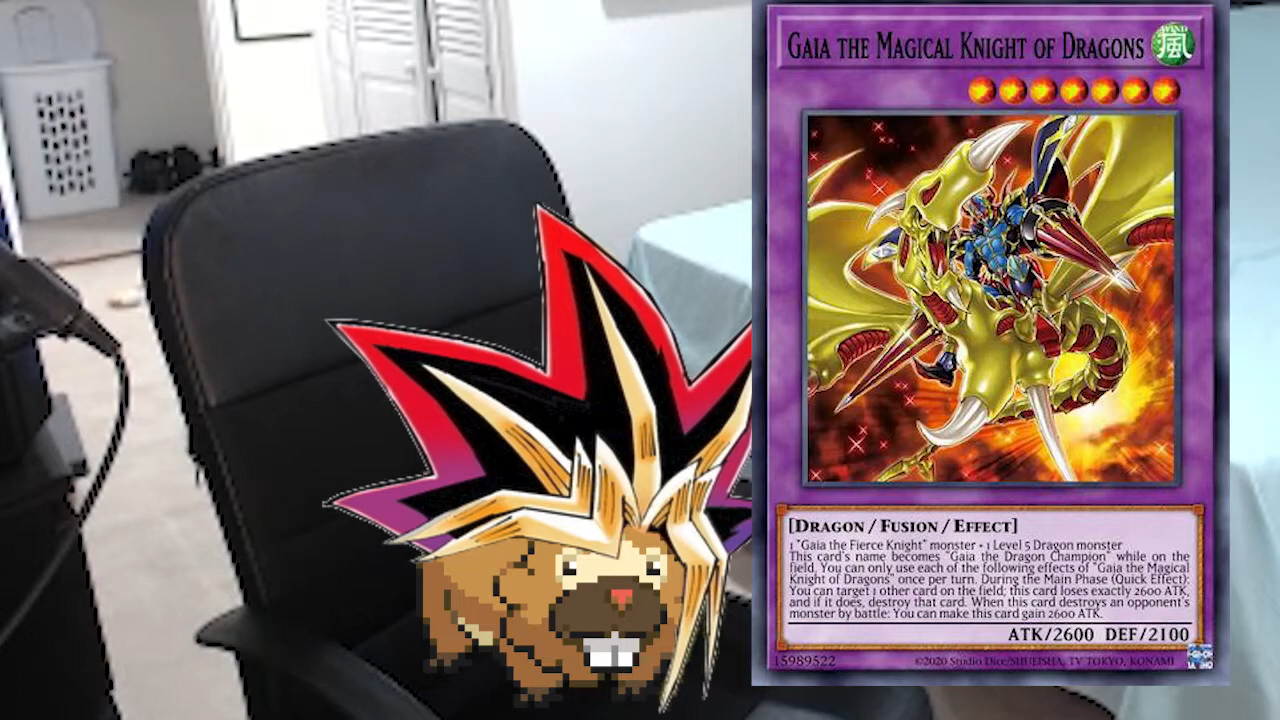 GAIA THE MAGICAL KNIGHT OF DRAGONS
WIND
風
[DRAGON / FUSION / EFFECT]
1 "Gaia the Fierce Knight" monster + 1 Level 5 Dragon monster
This card's name becomes "Gaia the Dragon Champion" while on the
field. You can only use each of the following effects of "Gaia the Magical
Knight of Dragons" once per turn. During the Main Phase (Quick Effect):
You can target 1 other card on the field; this card loses exactly 2600 ATK,
and if it does, destroy that card. When this card destroys an opponent's
monster by battle: You can make this card gain 2600 ATK.
ATK/2600 DEF/2100
15989522 ©2020 Studio Dice/SHUEISHA, TV TOKYO, KONAMI